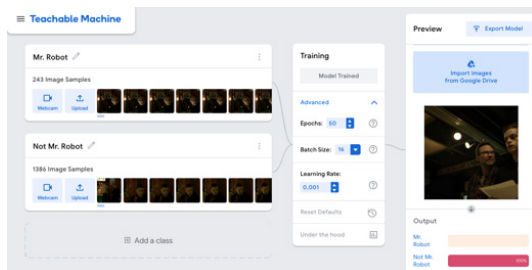 Teachable Machine
Mr. Robot
243 Image Samples
Webcam
Upload
Not Mr. Robot
1386 Image Samples
Webcam
Upload
Add a class
Training
Model Trained
Advanced
Epochs: 50
Batch Size: 16
Learning Rate:
0,001
Reset Defaults
Under the hood
Preview
Export Model
Import images
from Google Drive
Output
Mr.
Robot
Not Mr.
Robot
100%